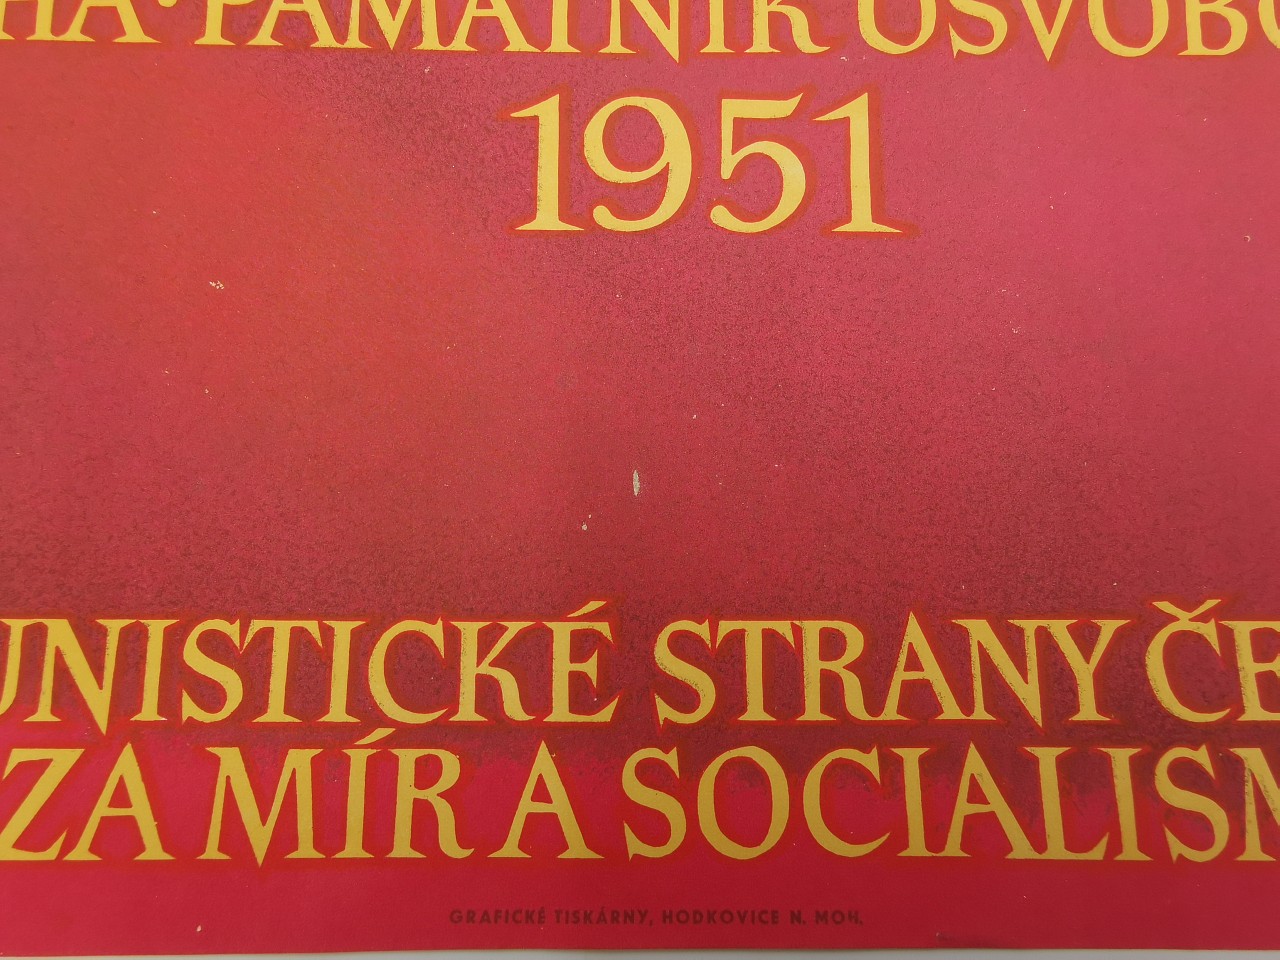 HA · PAMÁTNÍK OSVOBO
1951
UNISTICKÉ STRANY ČE
ZA MÍR A SOCIALISM
GRAFICKÉ TISKÁRNY, HODKOVICE N. MOH.